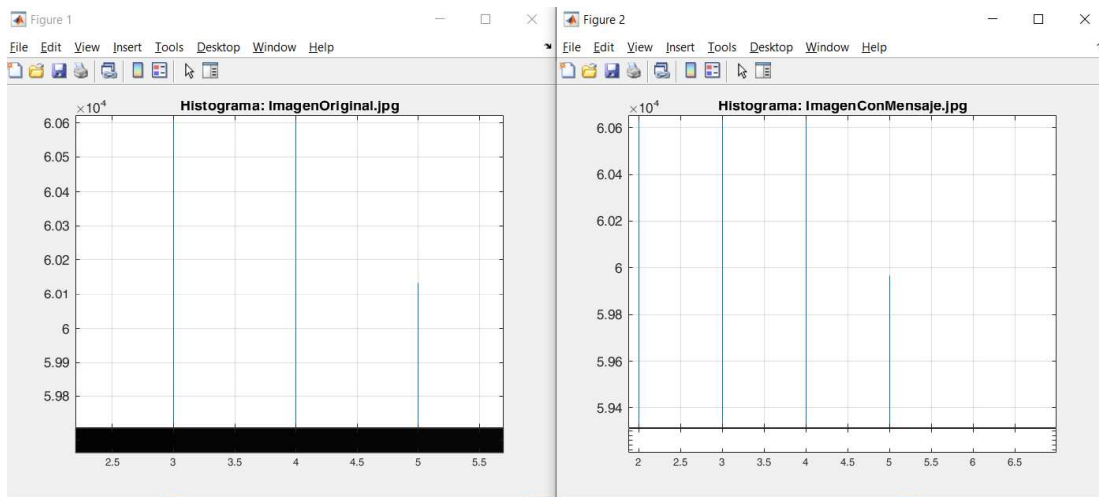 Figure 1
File Edit View Insert Tools Desktop Window Help
Histograma: ImagenOriginal.jpg
×10^4
6.06
6.05
6.04
6.03
6.02
6.01
6
5.99
5.98
2.5 3 3.5 4 4.5 5 5.5
Figure 2
File Edit View Insert Tools Desktop Window Help
Histograma: ImagenConMensaje.jpg
×10^4
6.06
6.04
6.02
6
5.98
5.96
5.94
2 2.5 3 3.5 4 4.5 5 5.5 6 6.5